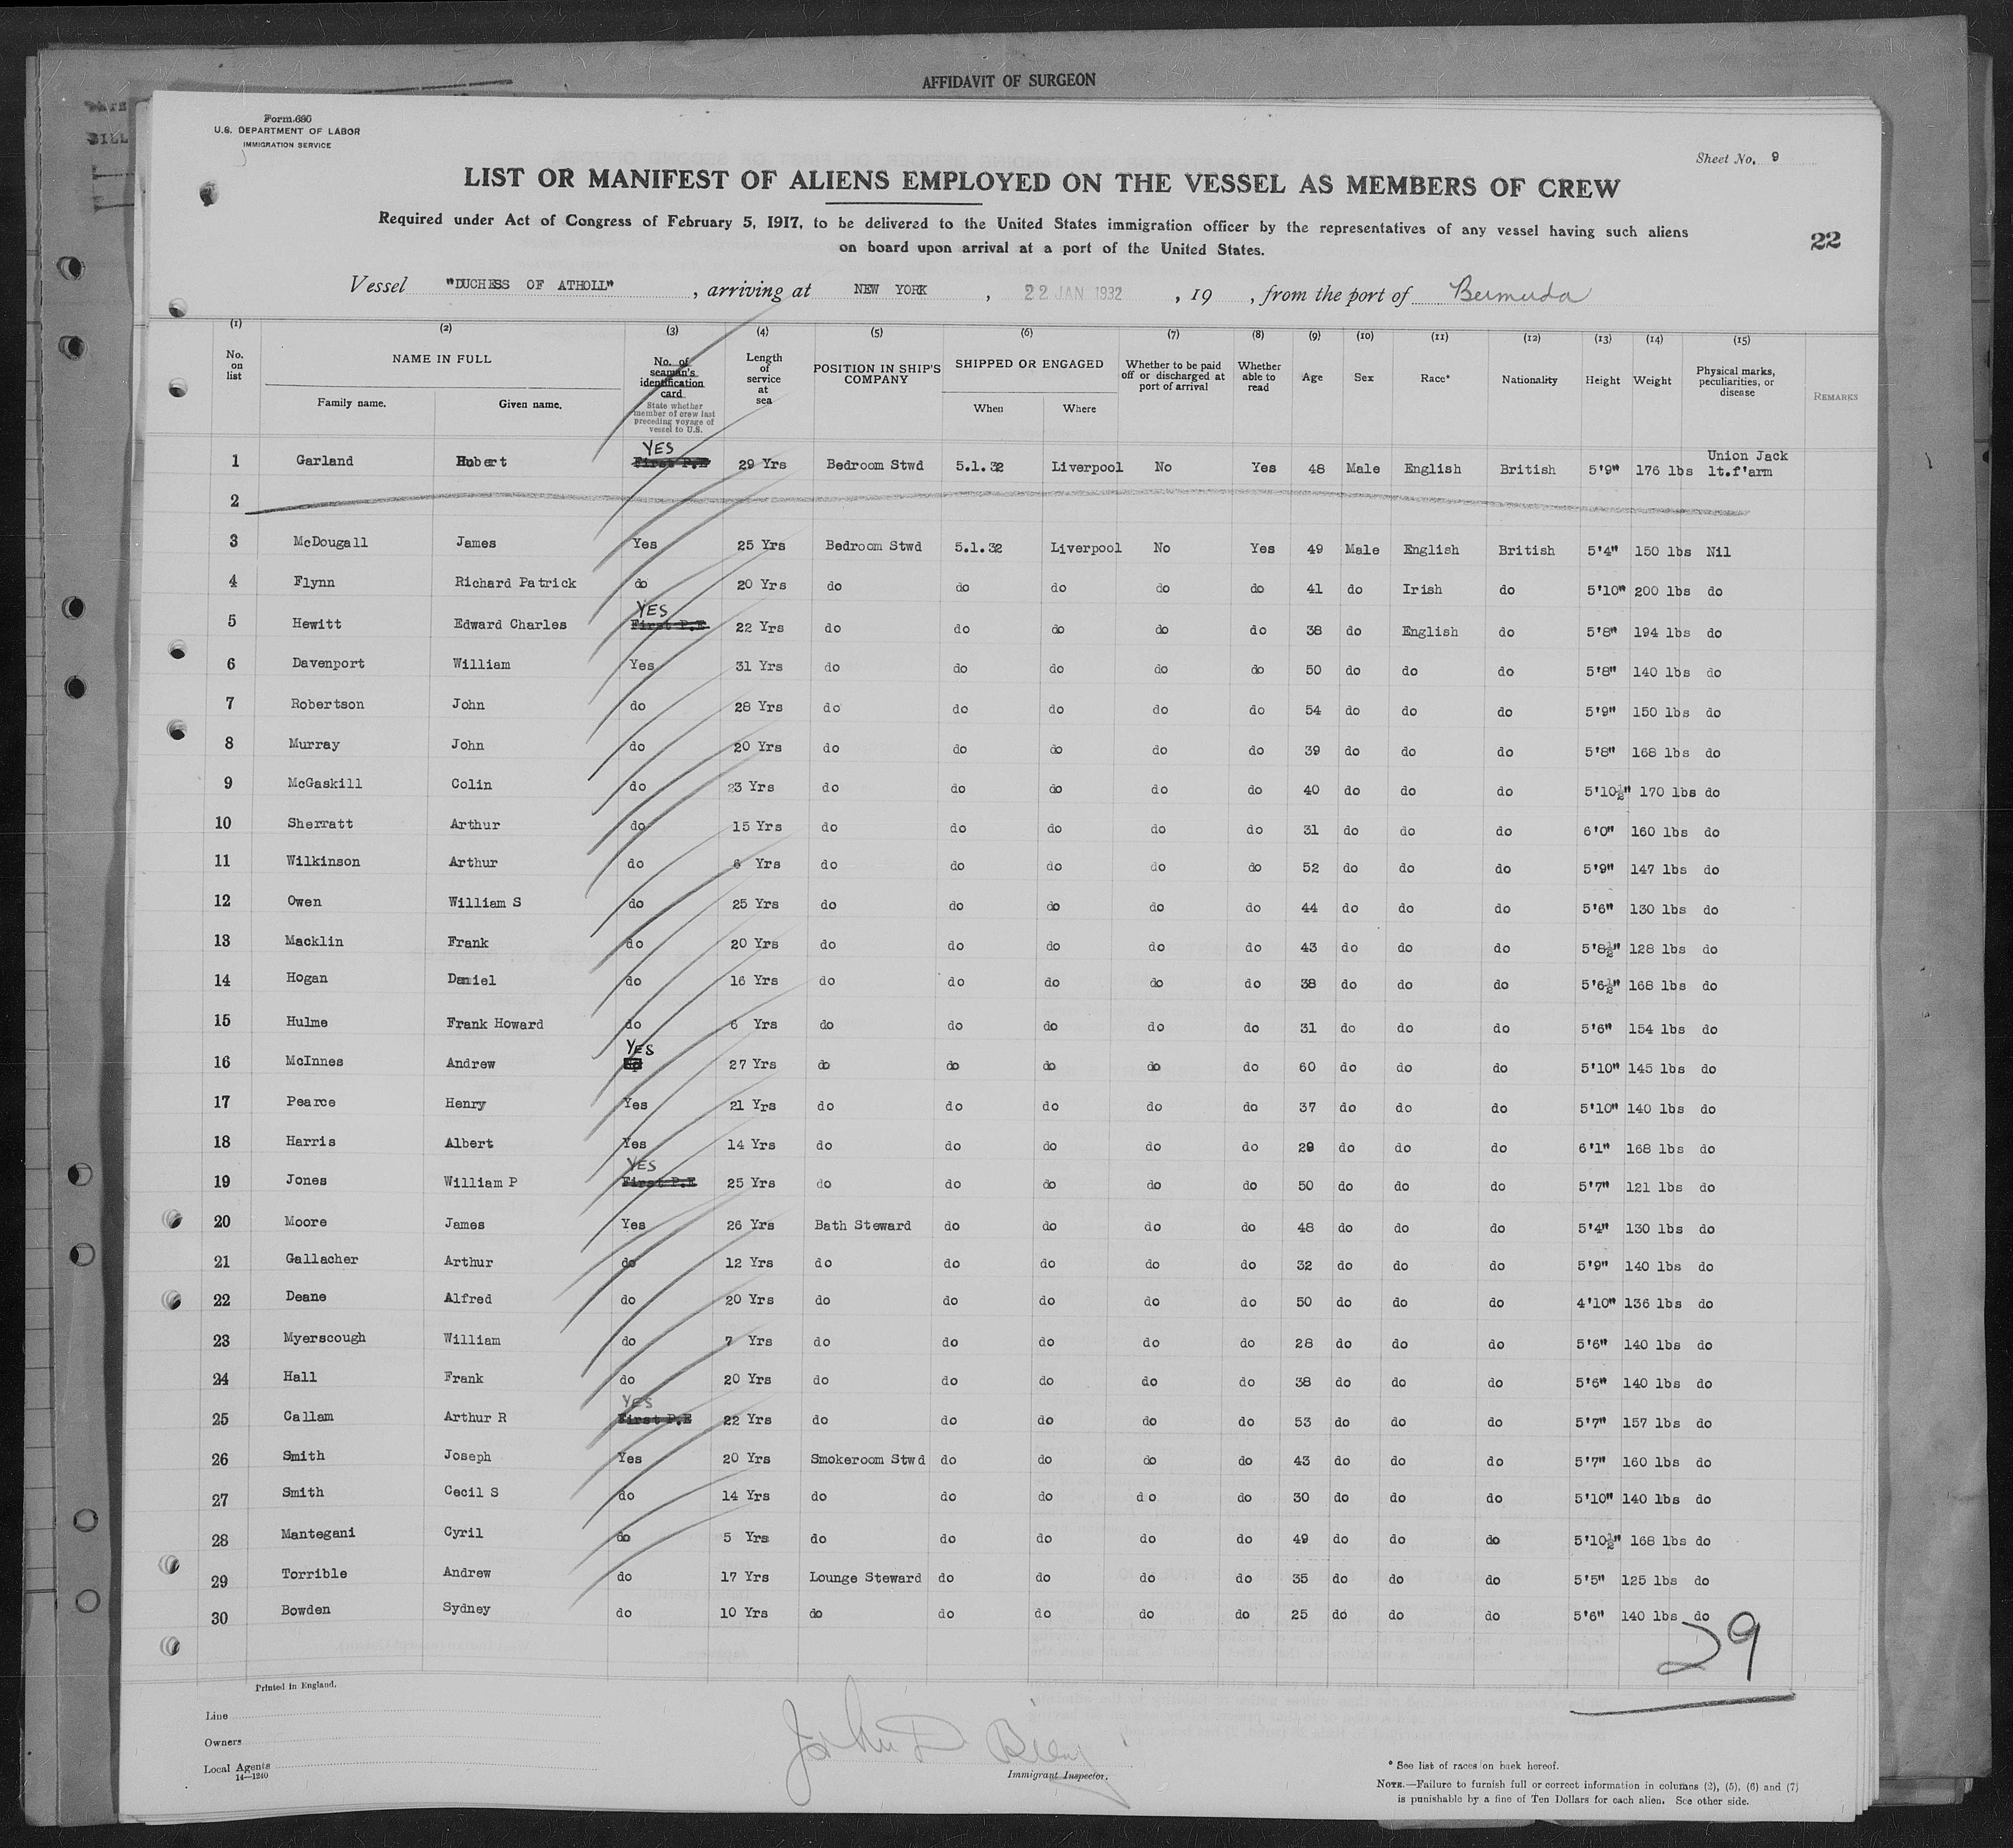 AFFIDAVIT OF SURGEON
Form 680
U.S. DEPARTMENT OF LABOR
IMMIGRATION SERVICE
Sheet No. 9
LIST OR MANIFEST OF ALIENS EMPLOYED ON THE VESSEL AS MEMBERS OF CREW
Required under Act of Congress of February 5, 1917, to be delivered to the United States immigration officer by the representatives of any vessel having such aliens
on board upon arrival at a port of the United States.
22
Vessel "DUCHESS OF ATHOLL", arriving at NEW YORK, 22 JAN 1932, 19 , from the port of Bermuda
(1) (2) (3) (4) (5) (6) (7) (8) (9) (10) (11) (12) (13) (14) (15)
No. on list NAME IN FULL Family name. Given name. No. of seaman's identification card State whether member of crew last preceding voyage of vessel to U.S. Length of service at sea POSITION IN SHIP'S COMPANY SHIPPED OR ENGAGED When Where Whether to be paid off or discharged at port of arrival Whether able to read Age Sex Race* Nationality Height Weight Physical marks, peculiarities, or disease REMARKS
1 Garland Hubert YES First P.E 29 Yrs Bedroom Stwd 5.1.32 Liverpool No Yes 48 Male English British 5'9" 176 lbs Union Jack lt.f'arm
2
3 McDougall James Yes 25 Yrs Bedroom Stwd 5.1.32 Liverpool No Yes 49 Male English British 5'4" 150 lbs Nil
4 Flynn Richard Patrick do 20 Yrs do do do do do 41 do Irish do 5'10" 200 lbs do
5 Hewitt Edward Charles YES First P.E 22 Yrs do do do do do 38 do English do 5'8" 194 lbs do
6 Davenport William Yes 31 Yrs do do do do do 50 do do do 5'8" 140 lbs do
7 Robertson John do 28 Yrs do do do do do 54 do do do 5'9" 150 lbs do
8 Murray John do 20 Yrs do do do do do 39 do do do 5'8" 168 lbs do
9 McGaskill Colin do 23 Yrs do do do do do 40 do do do 5'10½" 170 lbs do
10 Sherratt Arthur do 15 Yrs do do do do do 31 do do do 6'0" 160 lbs do
11 Wilkinson Arthur do 6 Yrs do do do do do 52 do do do 5'9" 147 lbs do
12 Owen William S do 25 Yrs do do do do do 44 do do do 5'6" 130 lbs do
13 Macklin Frank do 20 Yrs do do do do do 43 do do do 5'8½" 128 lbs do
14 Hogan Daniel do 16 Yrs do do do do do 38 do do do 5'6½" 168 lbs do
15 Hulme Frank Howard do 6 Yrs do do do do do 31 do do do 5'6" 154 lbs do
16 McInnes Andrew YES do 27 Yrs do do do do do 60 do do do 5'10" 145 lbs do
17 Pearce Henry Yes 21 Yrs do do do do do 37 do do do 5'10" 140 lbs do
18 Harris Albert Yes 14 Yrs do do do do do 29 do do do 6'1" 168 lbs do
19 Jones William P YES First P.E 25 Yrs do do do do do 50 do do do 5'7" 121 lbs do
20 Moore James Yes 26 Yrs Bath Steward do do do do 48 do do do 5'4" 130 lbs do
21 Gallacher Arthur do 12 Yrs do do do do do 32 do do do 5'9" 140 lbs do
22 Deane Alfred do 20 Yrs do do do do do 50 do do do 4'10" 136 lbs do
23 Myerscough William do 7 Yrs do do do do do 28 do do do 5'6" 140 lbs do
24 Hall Frank do 20 Yrs do do do do do 38 do do do 5'6" 140 lbs do
25 Callam Arthur R YES First P.E 22 Yrs do do do do do 53 do do do 5'7" 157 lbs do
26 Smith Joseph Yes 20 Yrs Smokeroom Stwd do do do do 43 do do do 5'7" 160 lbs do
27 Smith Cecil S do 14 Yrs do do do do do 30 do do do 5'10" 140 lbs do
28 Mantegani Cyril do 5 Yrs do do do do do 49 do do do 5'10½" 168 lbs do
29 Torrible Andrew do 17 Yrs Lounge Steward do do do do 35 do do do 5'5" 125 lbs do
30 Bowden Sydney do 10 Yrs do do do do do 25 do do do 5'6" 140 lbs do
29
Printed in England.
Line
Owners
Local Agents
14—1240
John D
Immigrant Inspector.
* See list of races on back hereof.
NOTE.—Failure to furnish full or correct information in columns (2), (5), (6) and (7)
is punishable by a fine of Ten Dollars for each alien. See other side.